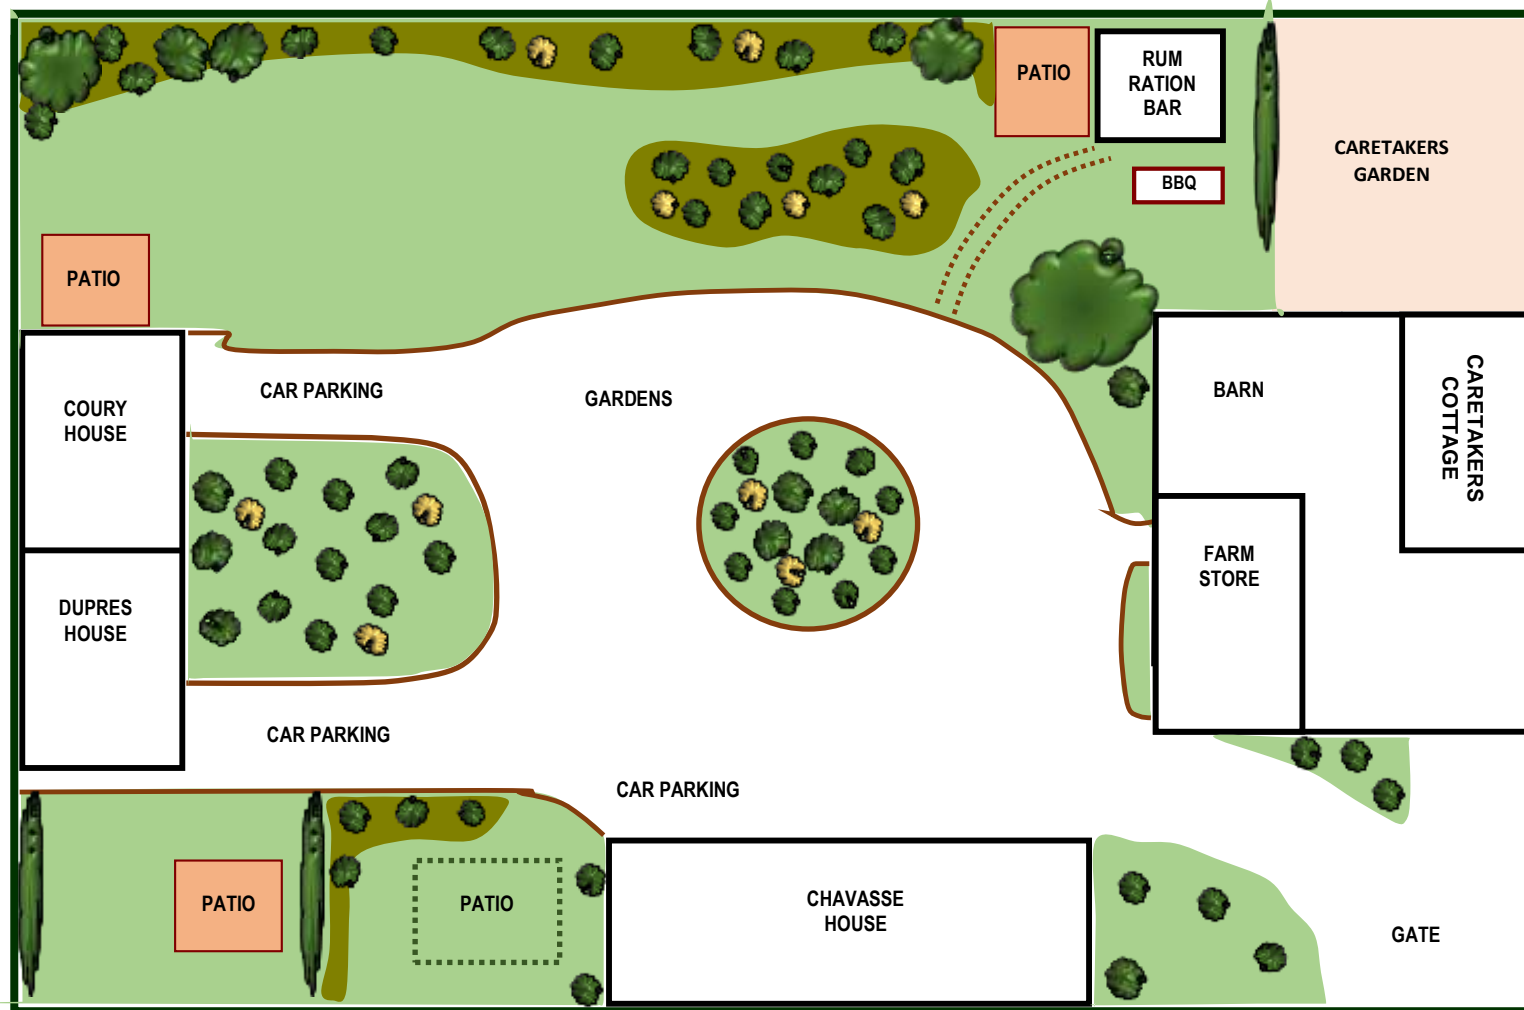 PATIO
RUM
RATION
BAR
CARETAKERS
GARDEN
BBQ
PATIO
COURY
HOUSE
CAR PARKING
GARDENS
BARN
CARETAKERS
COTTAGE
FARM
STORE
DUPRES
HOUSE
CAR PARKING
CAR PARKING
PATIO
PATIO
CHAVASSE
HOUSE
GATE